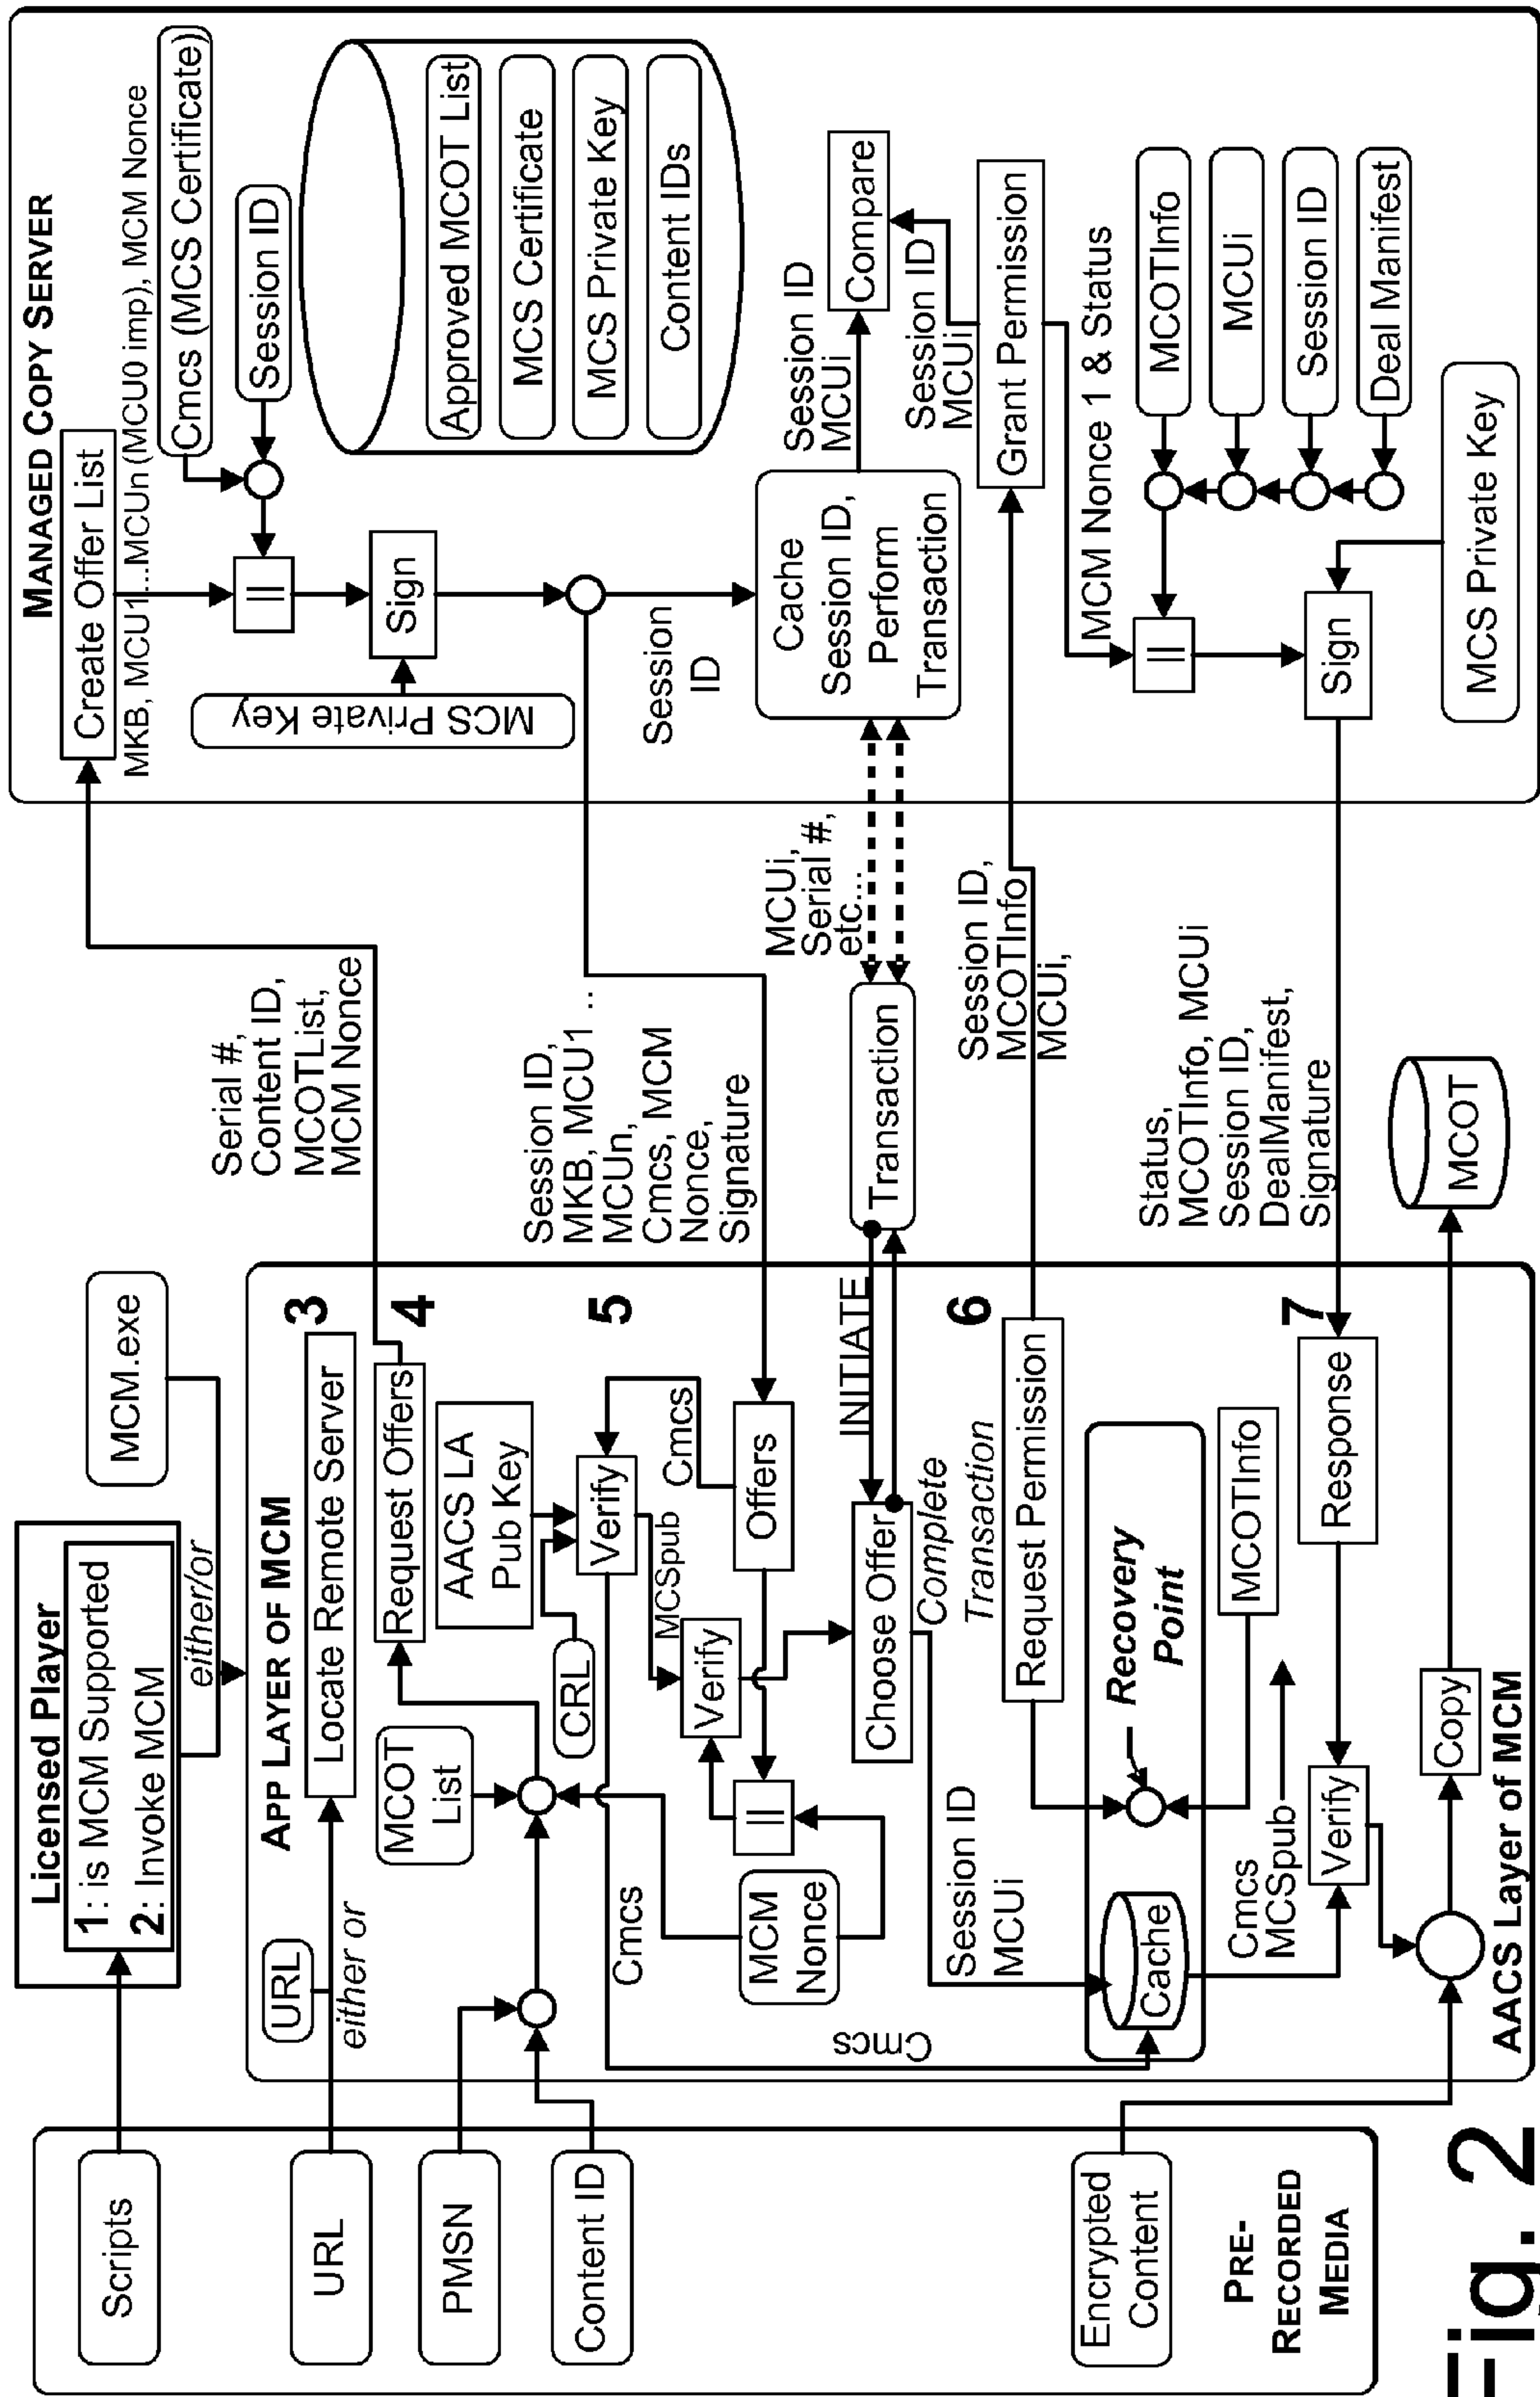 Scripts
URL
PMSN
Content ID
Encrypted
Content
PRE-
RECORDED
MEDIA
Licensed Player
1: is MCM Supported
2: Invoke MCM
either/or
MCM.exe
APP LAYER OF MCM
URL
either or
Locate Remote Server
3
MCOT
List
Request Offers
4
AACS LA
Pub Key
CRL
Verify
5
Cmcs
MCSpub
Cmcs
Verify
Offers
||
MCM
Nonce
Cmcs
Choose Offer
INITIATE
Complete
Transaction
Session ID
MCUi
Request Permission
6
Recovery
Point
Cache
MCOTInfo
Cmcs
MCSpub
Response
7
Verify
Copy
AACS Layer of MCM
Serial #,
Content ID,
MCOTList,
MCM Nonce
Session ID,
MKB, MCU1 ..
MCUn,
Cmcs, MCM
Nonce,
Signature
Transaction
MCUi,
Serial #,
etc...
Session ID,
MCOTInfo
MCUi,
Status,
MCOTInfo, MCUi
Session ID,
DealManifest,
Signature
MCOT
MANAGED COPY SERVER
Create Offer List
MKB, MCU1...MCUn (MCU0 imp), MCM Nonce
Cmcs (MCS Certificate)
Session ID
||
MCS Private Key
Sign
Approved MCOT List
MCS Certificate
MCS Private Key
Content IDs
Session
ID
Cache
Session ID,
Perform
Transaction
Session ID
MCUi
Compare
Session ID
MCUi
Grant Permission
MCM Nonce 1 & Status
||
MCOTInfo
MCUi
Session ID
Deal Manifest
Sign
MCS Private Key
Fig. 2